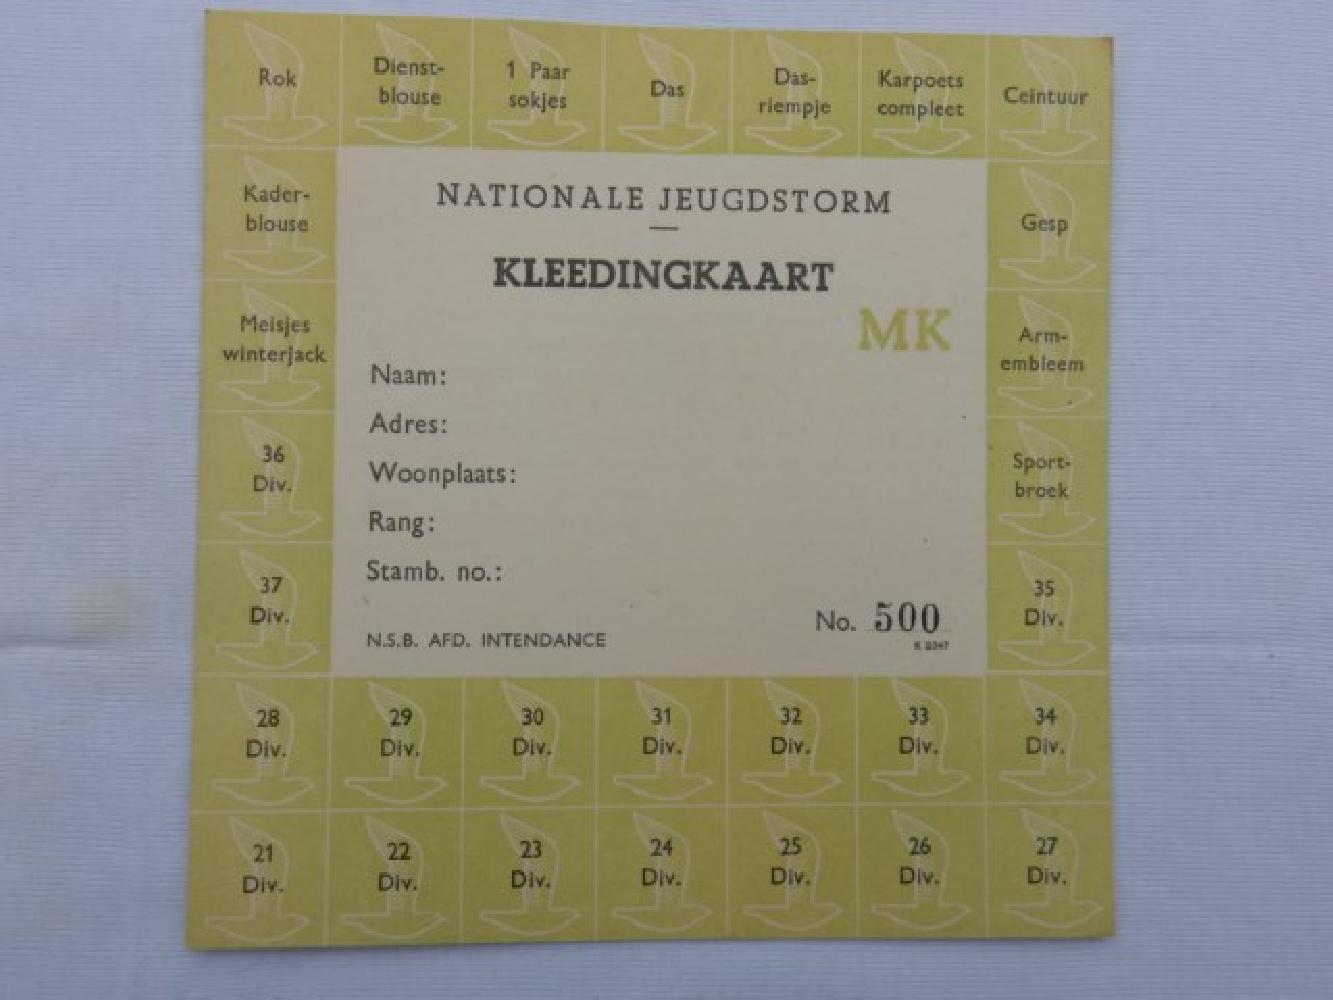 Rok
Dienst-
blouse
1 Paar
sokjes
Das
Das-
riempje
Karpoets
compleet
Ceintuur
Kader-
blouse
NATIONALE JEUGDSTORM
KLEEDINGKAART
MK
Gesp
Meisjes
winterjack
Arm-
embleem
Naam:
Adres:
Woonplaats:
Rang:
Stamb. no.:
36
Div.
Sport-
broek
37
Div.
35
Div.
No. 500
N.S.B. AFD. INTENDANCE
28
Div.
29
Div.
30
Div.
31
Div.
32
Div.
33
Div.
34
Div.
21
Div.
22
Div.
23
Div.
24
Div.
25
Div.
26
Div.
27
Div.